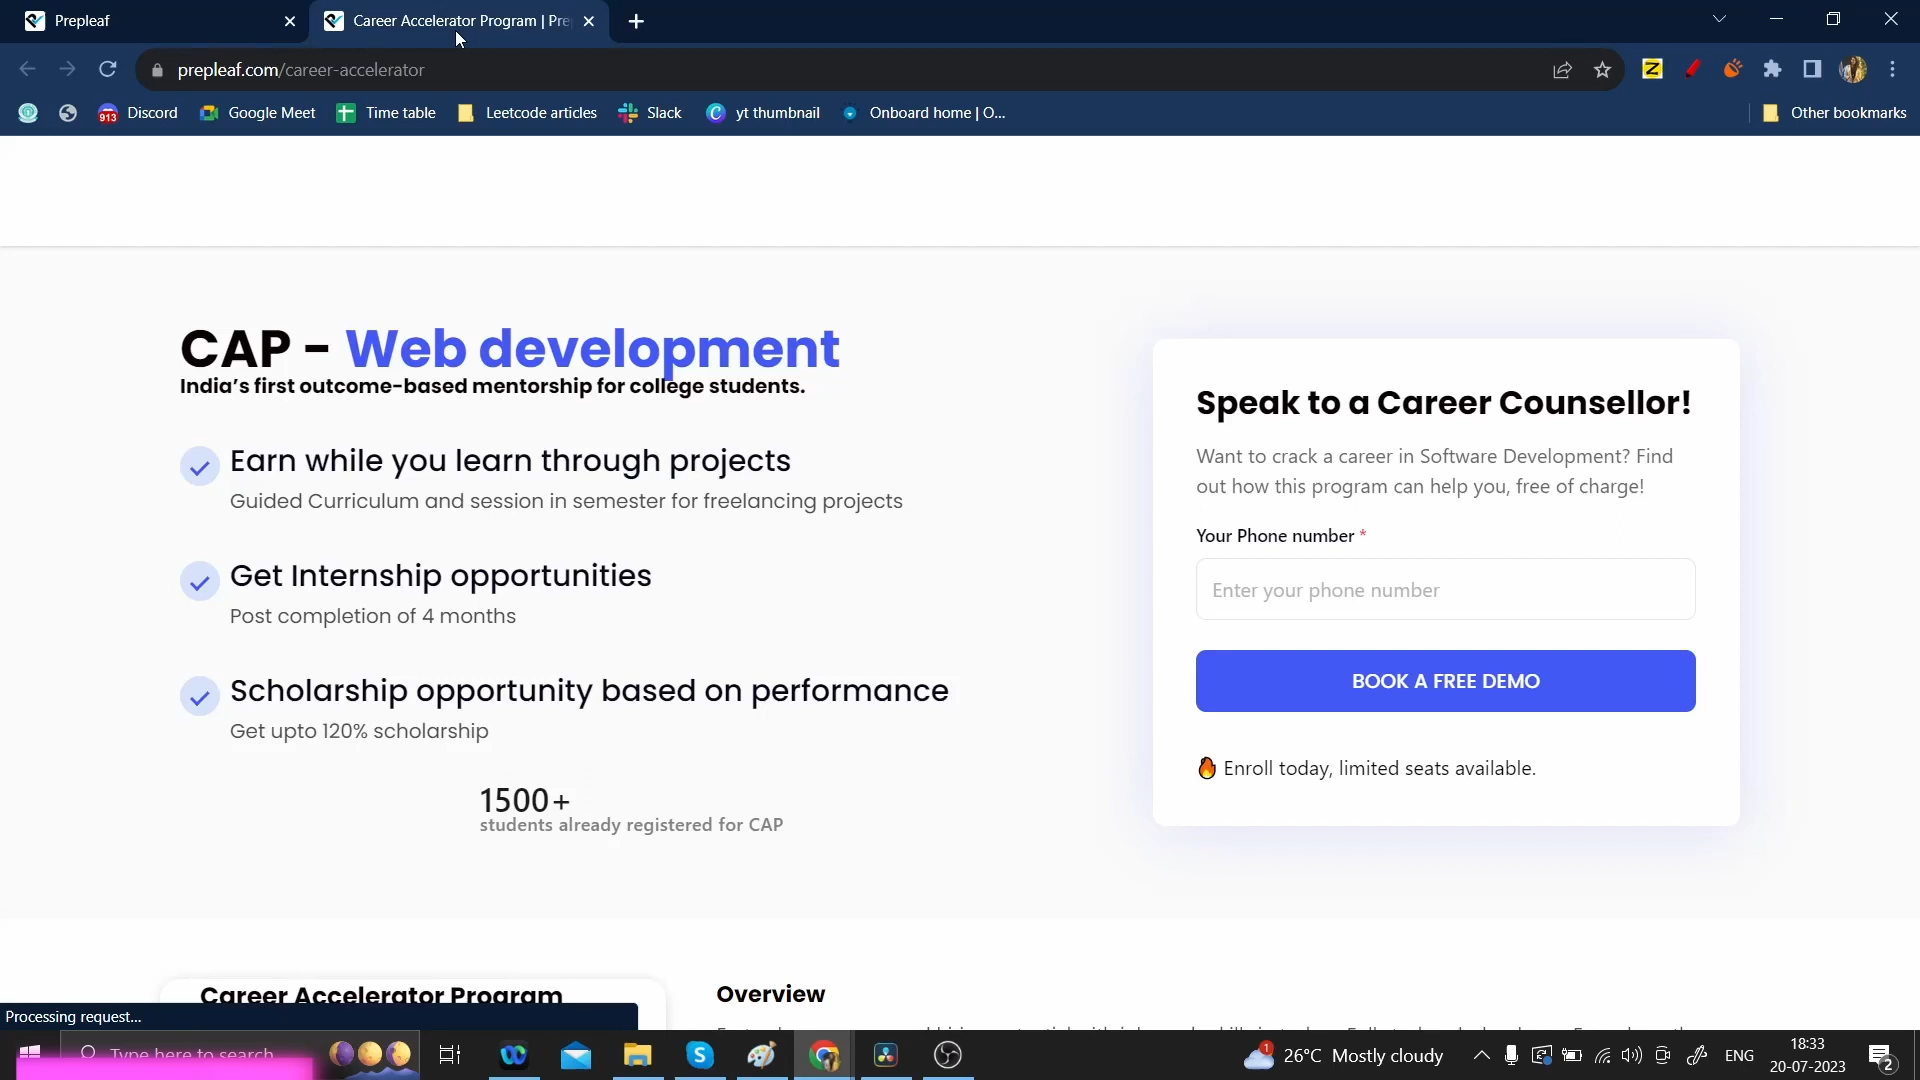 Prepleaf
Career Accelerator Program | Pre
prepleaf.com/career-accelerator
913 Discord
Google Meet
Time table
Leetcode articles
Slack
yt thumbnail
Onboard home | O...
Other bookmarks
CAP - Web development
India's first outcome-based mentorship for college students.
Earn while you learn through projects
Guided Curriculum and session in semester for freelancing projects
Get Internship opportunities
Post completion of 4 months
Scholarship opportunity based on performance
Get upto 120% scholarship
1500+
students already registered for CAP
Speak to a Career Counsellor!
Want to crack a career in Software Development? Find
out how this program can help you, free of charge!
Your Phone number *
Enter your phone number
BOOK A FREE DEMO
🔥 Enroll today, limited seats available.
Career Accelerator Program
Overview
Processing request...
Type here to search
1
26°C Mostly cloudy
ENG
18:33
20-07-2023
2